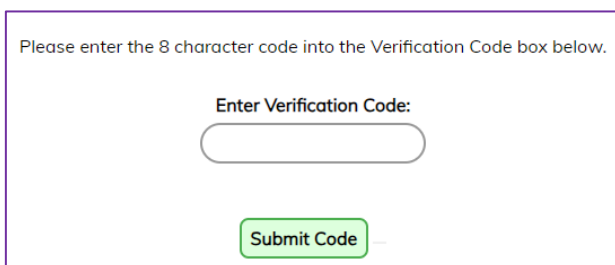 Please enter the 8 character code into the Verification Code box below.
Enter Verification Code:
Submit Code